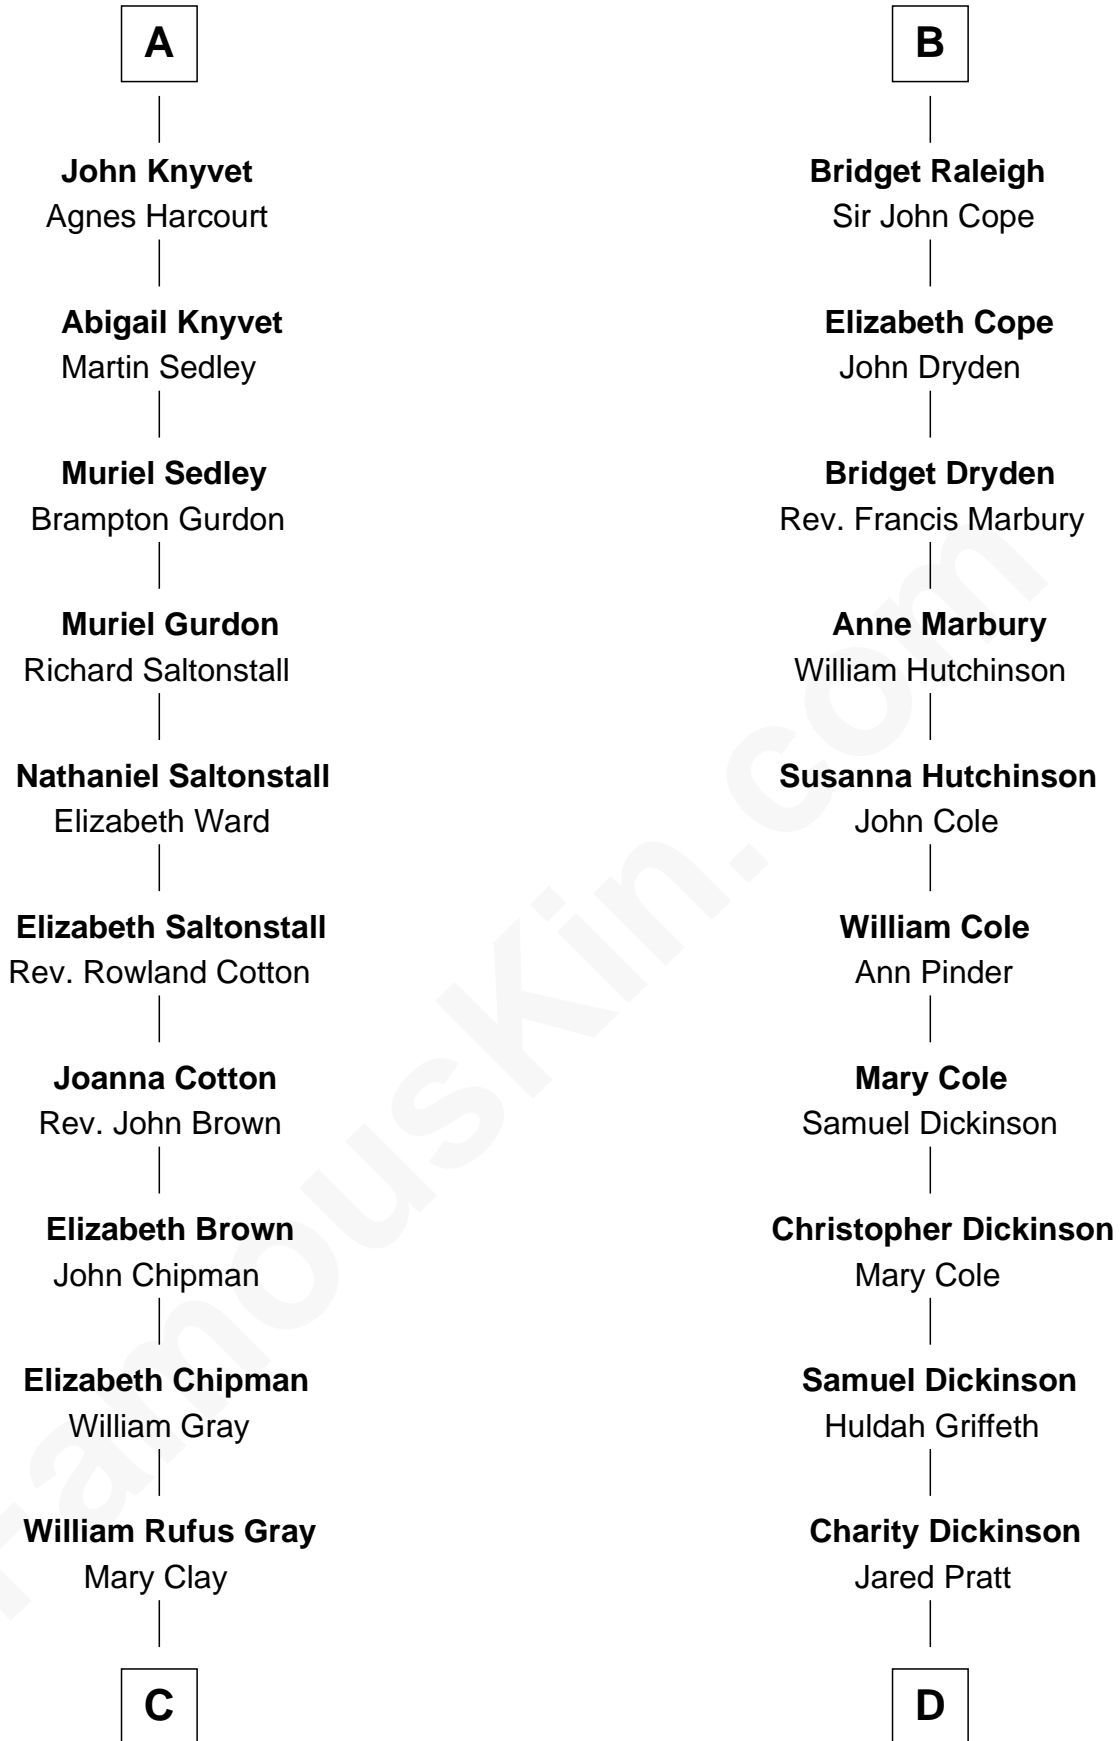 A
John Knyvet
Agnes Harcourt
Abigail Knyvet
Martin Sedley
Muriel Sedley
Brampton Gurdon
Muriel Gurdon
Richard Saltonstall
Nathaniel Saltonstall
Elizabeth Ward
Elizabeth Saltonstall
Rev. Rowland Cotton
Joanna Cotton
Rev. John Brown
Elizabeth Brown
John Chipman
Elizabeth Chipman
William Gray
William Rufus Gray
Mary Clay
C
B
Bridget Raleigh
Sir John Cope
Elizabeth Cope
John Dryden
Bridget Dryden
Rev. Francis Marbury
Anne Marbury
William Hutchinson
Susanna Hutchinson
John Cole
William Cole
Ann Pinder
Mary Cole
Samuel Dickinson
Christopher Dickinson
Mary Cole
Samuel Dickinson
Huldah Griffeth
Charity Dickinson
Jared Pratt
D
FamousKin.com